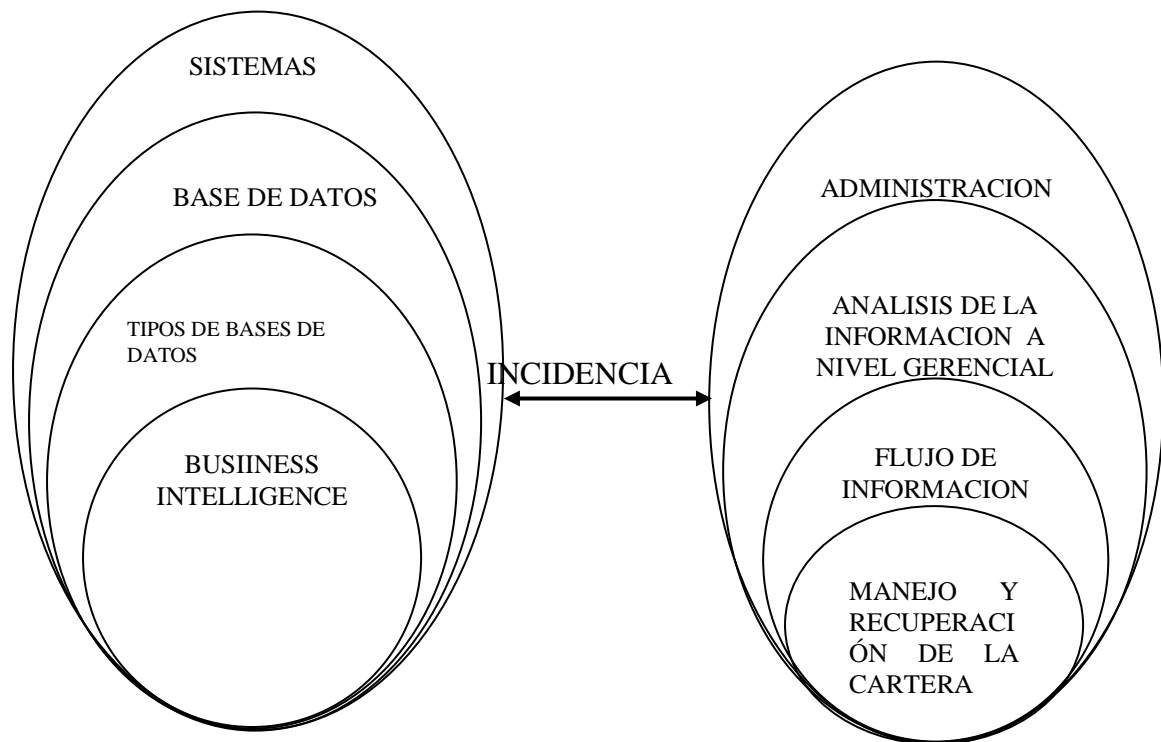 SISTEMAS
BASE DE DATOS
TIPOS DE BASES DE
DATOS
BUSIINESS
INTELLIGENCE
INCIDENCIA
ADMINISTRACION
ANALISIS DE LA
INFORMACION A
NIVEL GERENCIAL
FLUJO DE
INFORMACION
MANEJO Y
RECUPERACI
ÓN DE LA
CARTERA